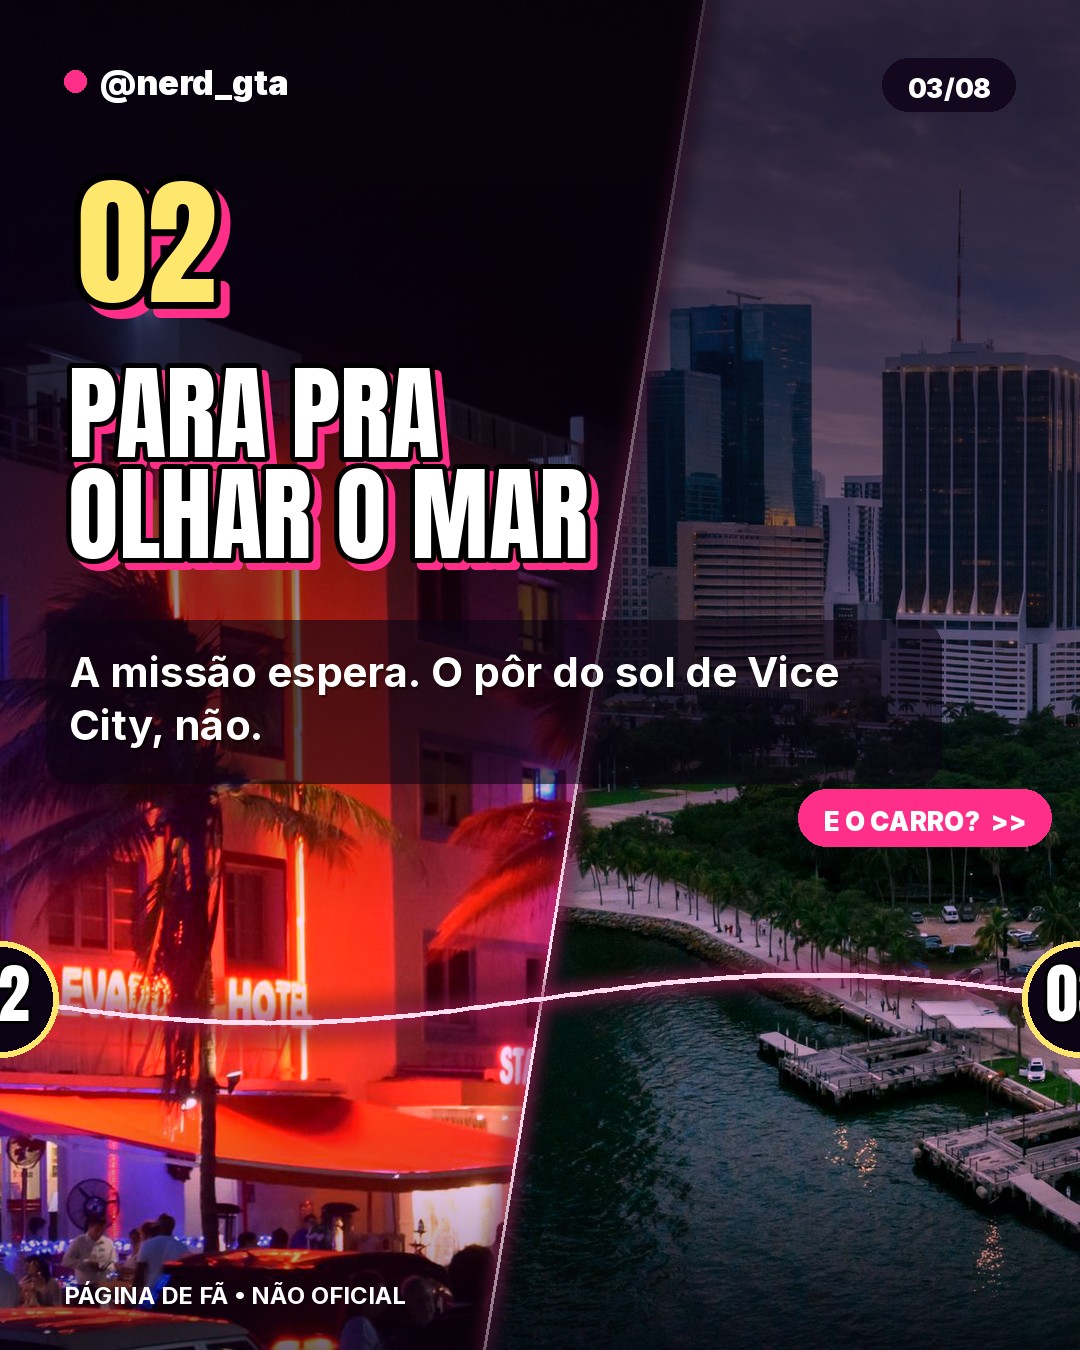 @nerd_gta
03/08
02
PARA PRA
OLHAR O MAR
A missão espera. O pôr do sol de Vice
City, não.
E O CARRO? >>
HOTEL
PÁGINA DE FÃ • NÃO OFICIAL